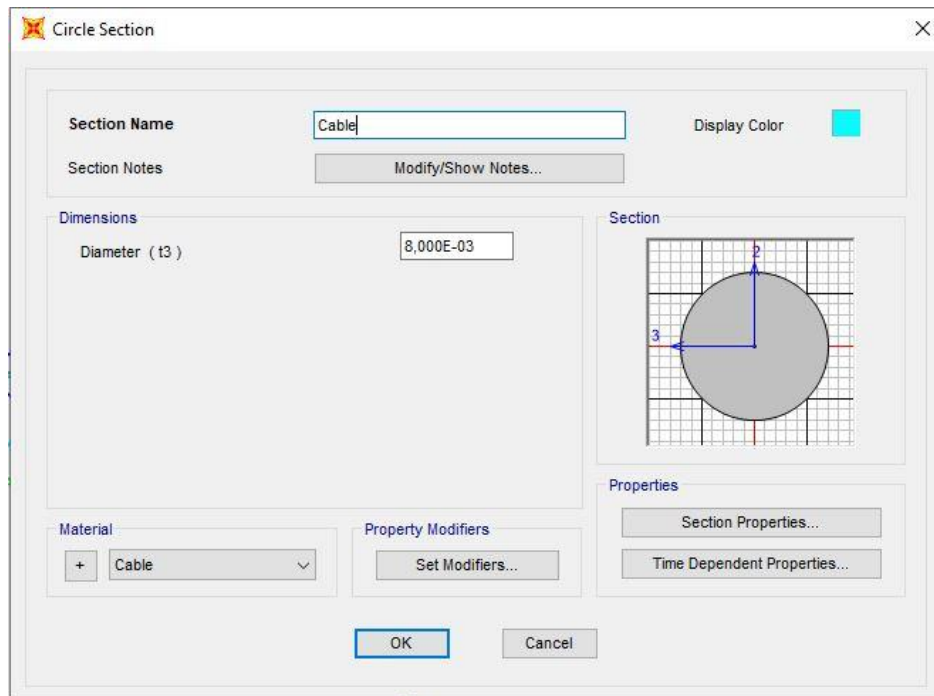 Circle Section
Section Name
Cable
Display Color
Section Notes
Modify/Show Notes...
Dimensions
Diameter ( t3 )
8,000E-03
Section
2
3
Properties
Section Properties...
Time Dependent Properties...
Material
+
Cable
Property Modifiers
Set Modifiers...
OK
Cancel